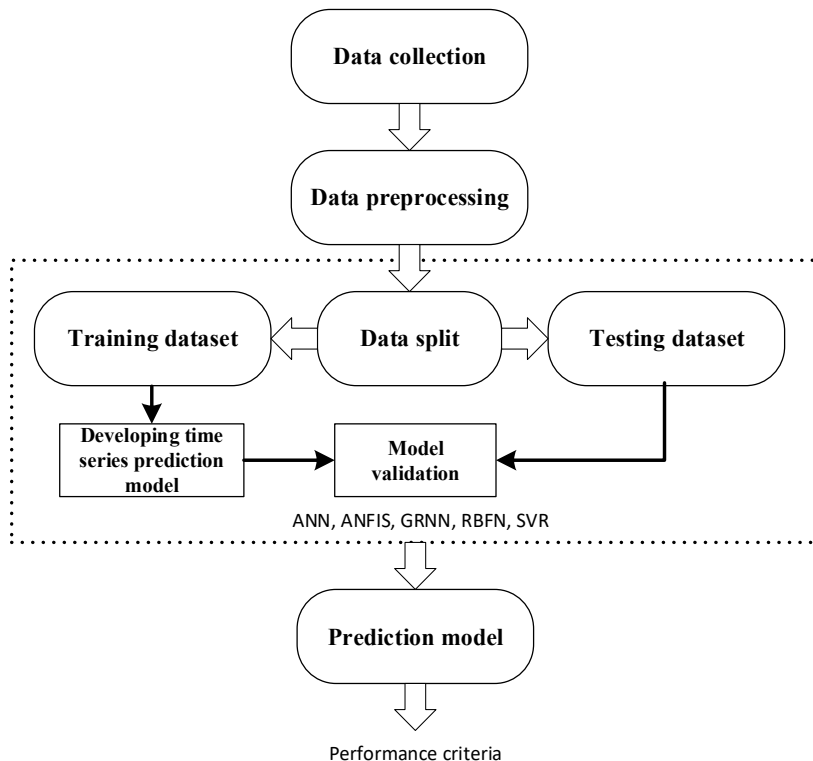 Data collection
Data preprocessing
Training dataset
Data split
Testing dataset
Developing time
series prediction
model
Model
validation
ANN, ANFIS, GRNN, RBFN, SVR
Prediction model
Performance criteria